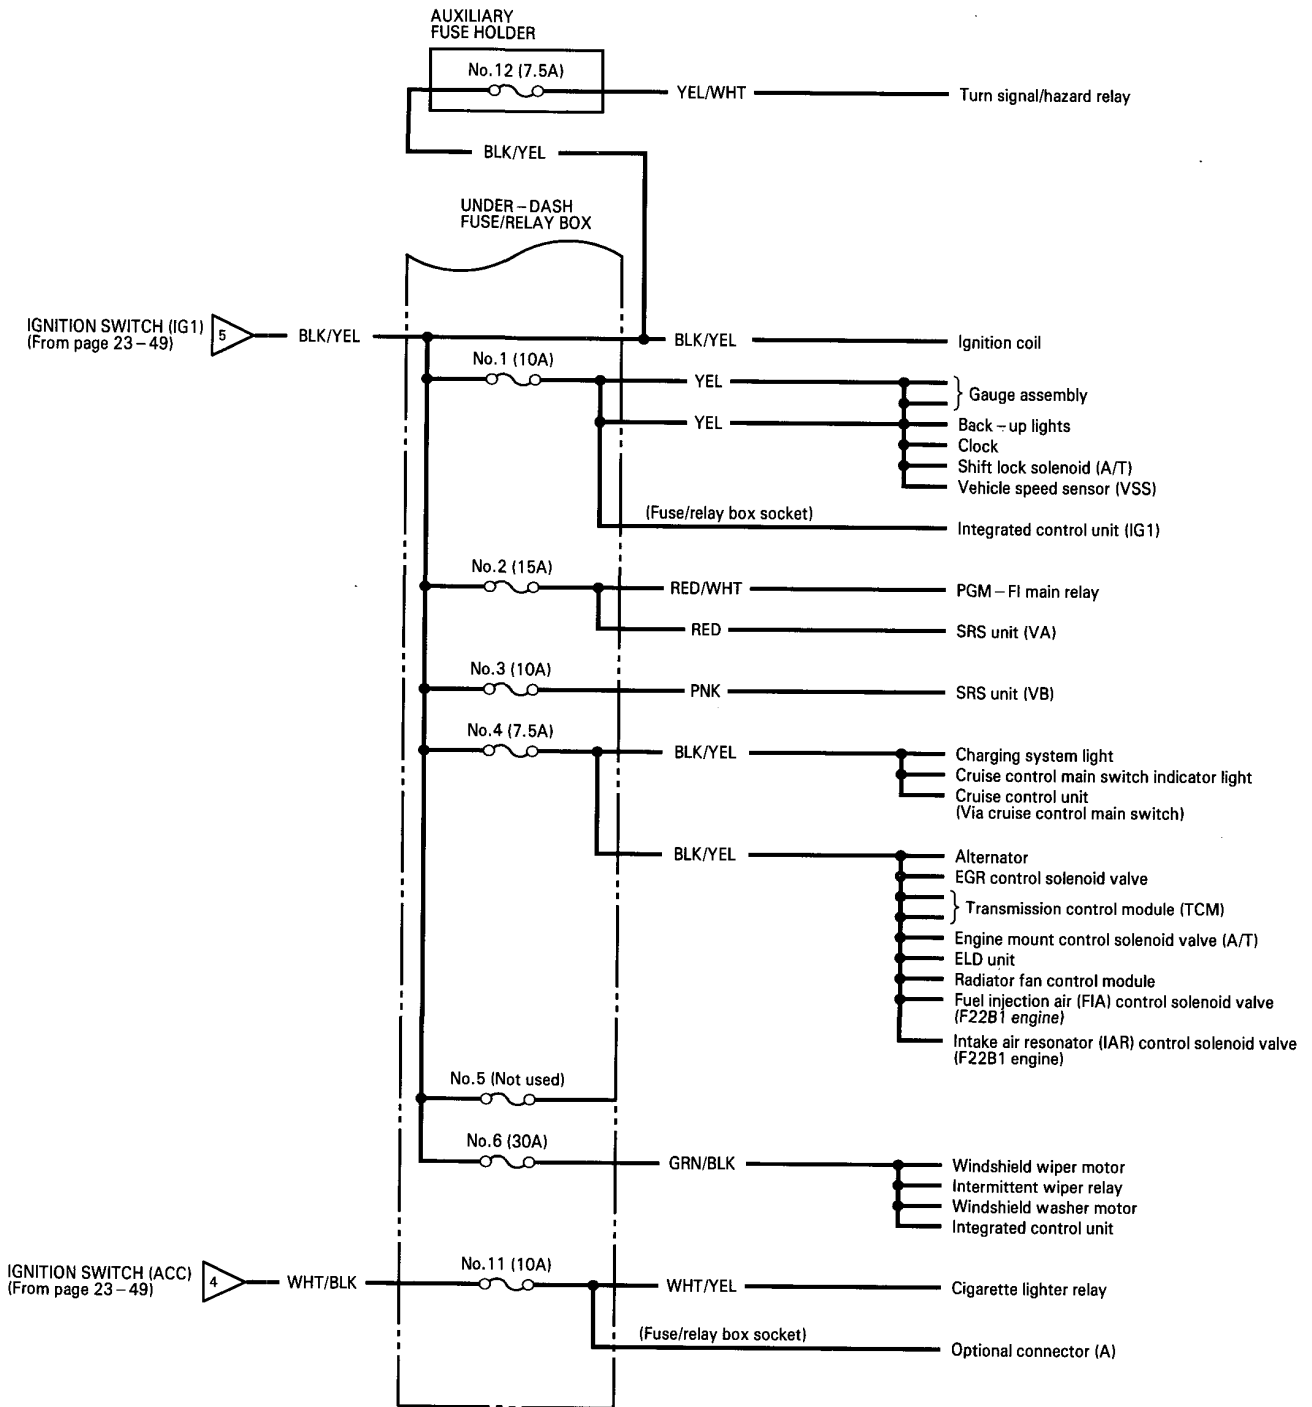 AUXILIARY
FUSE HOLDER
No.12 (7.5A)
YEL/WHT
Turn signal/hazard relay
BLK/YEL
UNDER – DASH
FUSE/RELAY BOX
IGNITION SWITCH (IG1)
(From page 23 – 49)
5
BLK/YEL
BLK/YEL
Ignition coil
No.1 (10A)
YEL
Gauge assembly
YEL
Back – up lights
Clock
Shift lock solenoid (A/T)
Vehicle speed sensor (VSS)
(Fuse/relay box socket)
Integrated control unit (IG1)
No.2 (15A)
RED/WHT
PGM – FI main relay
RED
SRS unit (VA)
No.3 (10A)
PNK
SRS unit (VB)
No.4 (7.5A)
BLK/YEL
Charging system light
Cruise control main switch indicator light
Cruise control unit
(Via cruise control main switch)
BLK/YEL
Alternator
EGR control solenoid valve
Transmission control module (TCM)
Engine mount control solenoid valve (A/T)
ELD unit
Radiator fan control module
Fuel injection air (FIA) control solenoid valve
(F22B1 engine)
Intake air resonator (IAR) control solenoid valve
(F22B1 engine)
No.5 (Not used)
No.6 (30A)
GRN/BLK
Windshield wiper motor
Intermittent wiper relay
Windshield washer motor
Integrated control unit
IGNITION SWITCH (ACC)
(From page 23 – 49)
4
WHT/BLK
No.11 (10A)
WHT/YEL
Cigarette lighter relay
(Fuse/relay box socket)
Optional connector (A)